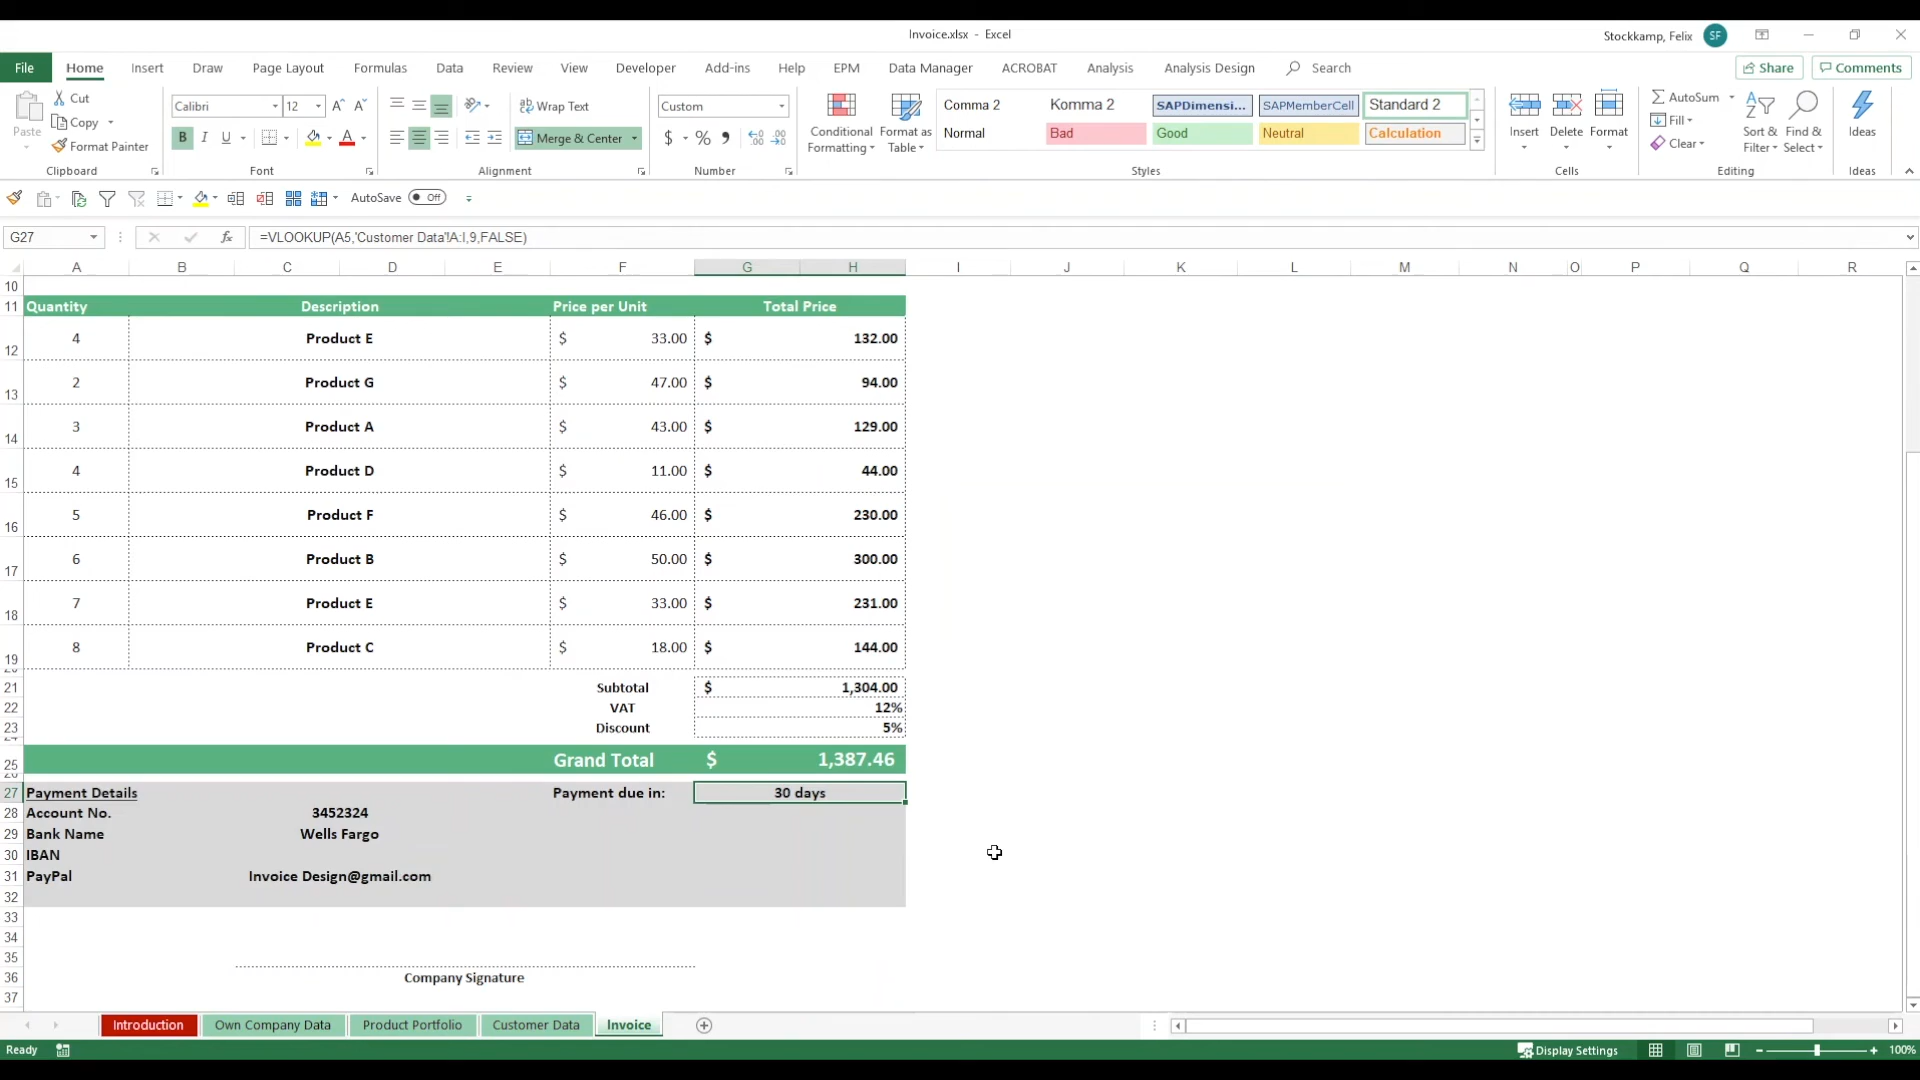 Invoice.xlsx - Excel
Stockkamp, Felix SF
File Home Insert Draw Page Layout Formulas Data Review View Developer Add-ins Help EPM Data Manager ACROBAT Analysis Analysis Design Search Share Comments
Paste
Cut
Copy
Format Painter
Clipboard
Calibri 12
B I U
Font
Wrap Text
Merge & Center
Alignment
Custom
$ % ,
Number
Conditional Formatting
Format as Table
Comma 2 Komma 2 SAPDimensi... SAPMemberCell Standard 2
Normal Bad Good Neutral Calculation
Styles
Insert Delete Format
Cells
AutoSum
Fill
Clear
Sort & Filter
Find & Select
Editing
Ideas
Ideas
AutoSave Off
G27 fx =VLOOKUP(A5,'Customer Data'!A:I,9,FALSE)
A B C D E F G H I J K L M N O P Q R
10
11 Quantity Description Price per Unit Total Price
12 4 Product E $ 33.00 $ 132.00
13 2 Product G $ 47.00 $ 94.00
14 3 Product A $ 43.00 $ 129.00
15 4 Product D $ 11.00 $ 44.00
16 5 Product F $ 46.00 $ 230.00
17 6 Product B $ 50.00 $ 300.00
18 7 Product E $ 33.00 $ 231.00
19 8 Product C $ 18.00 $ 144.00
21 Subtotal $ 1,304.00
22 VAT 12%
23 Discount 5%
25 Grand Total $ 1,387.46
27 Payment Details Payment due in: 30 days
28 Account No. 3452324
29 Bank Name Wells Fargo
30 IBAN
31 PayPal Invoice Design@gmail.com
32
33
34
35
36 Company Signature
37
Introduction Own Company Data Product Portfolio Customer Data Invoice
Ready Display Settings 100%